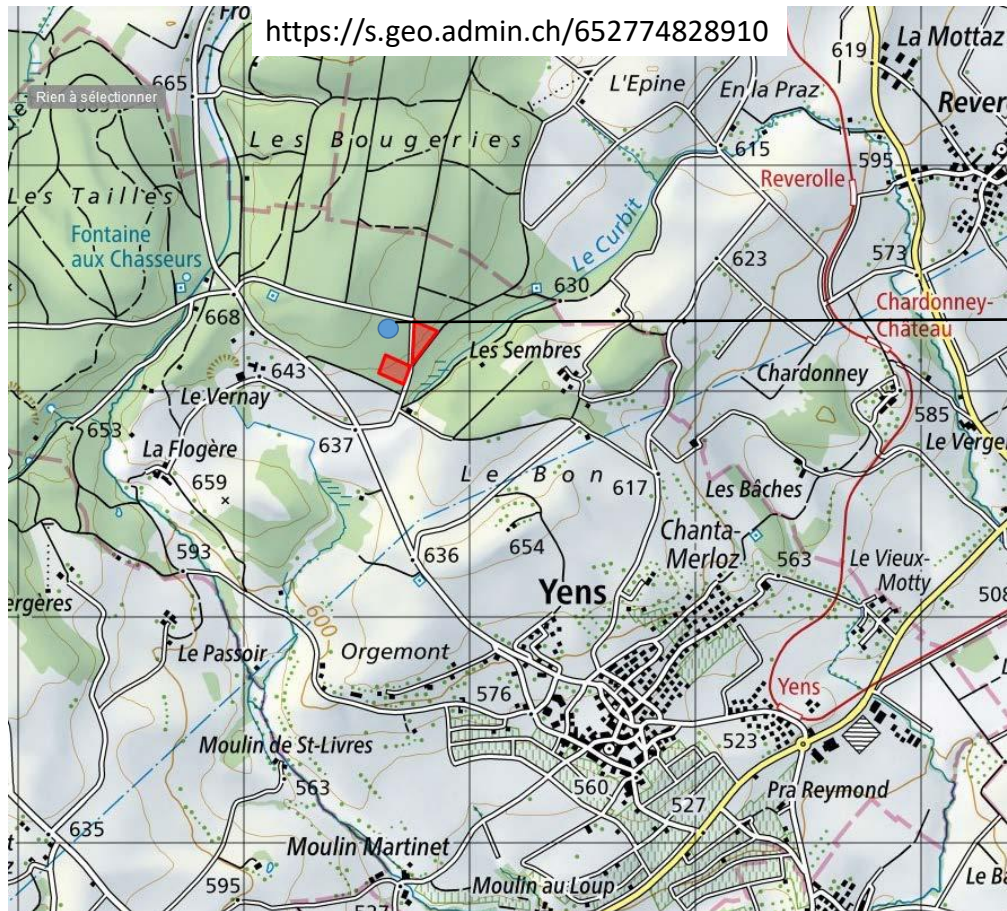 https://s.geo.admin.ch/652774828910
Fro
619
La Mottaz
Rien à sélectionner
665
L'Epine
En la Praz
Rever
Les Bougeries
615
595
Les Tailles
Reverolle
Fontaine
aux Chasseurs
Le Curbit
623
573
630
668
Chardonney-
Château
Les Sembres
643
Chardonney
Le Vernay
653
637
585
La Flogère
Le Verge
659
Le Bon
617
Les Bâches
593
636
654
Chanta-
Merloz
563
Le Vieux-
Motty
ergères
Yens
508
600
Le Passoir
Orgemont
576
Yens
Moulin de St-Livres
523
563
560
527
Pra Reymond
635
Moulin Martinet
595
Moulin au Loup
Le Ba